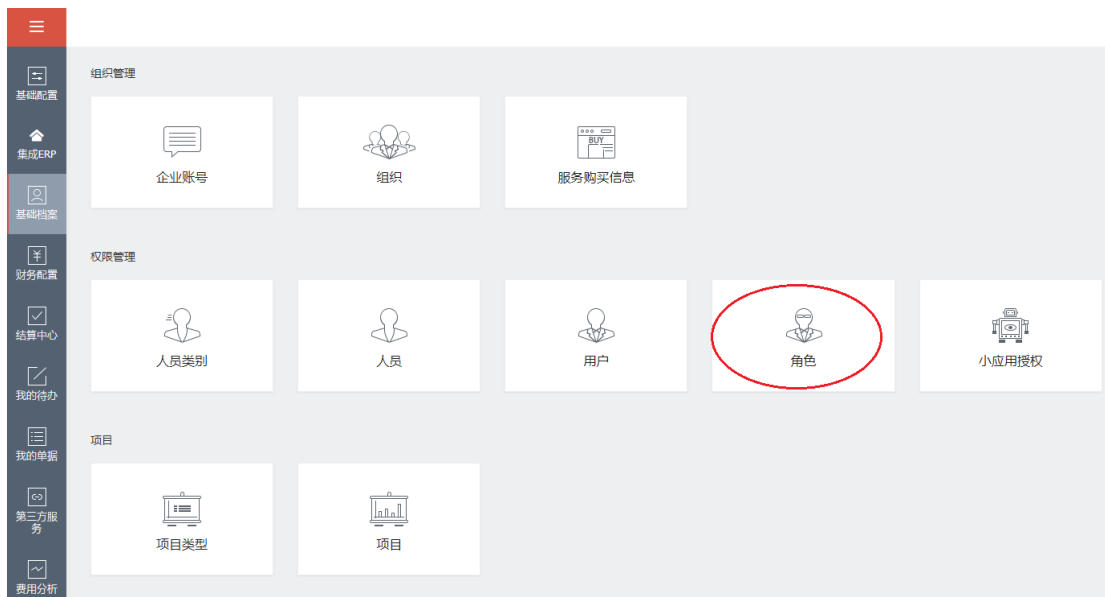 基础配置
集成ERP
基础档案
财务配置
结算中心
我的待办
我的单据
第三方服
务
费用分析
组织管理
企业账号
组织
BUY
服务购买信息
权限管理
人员类别
人员
用户
角色
小应用授权
项目
项目类型
项目